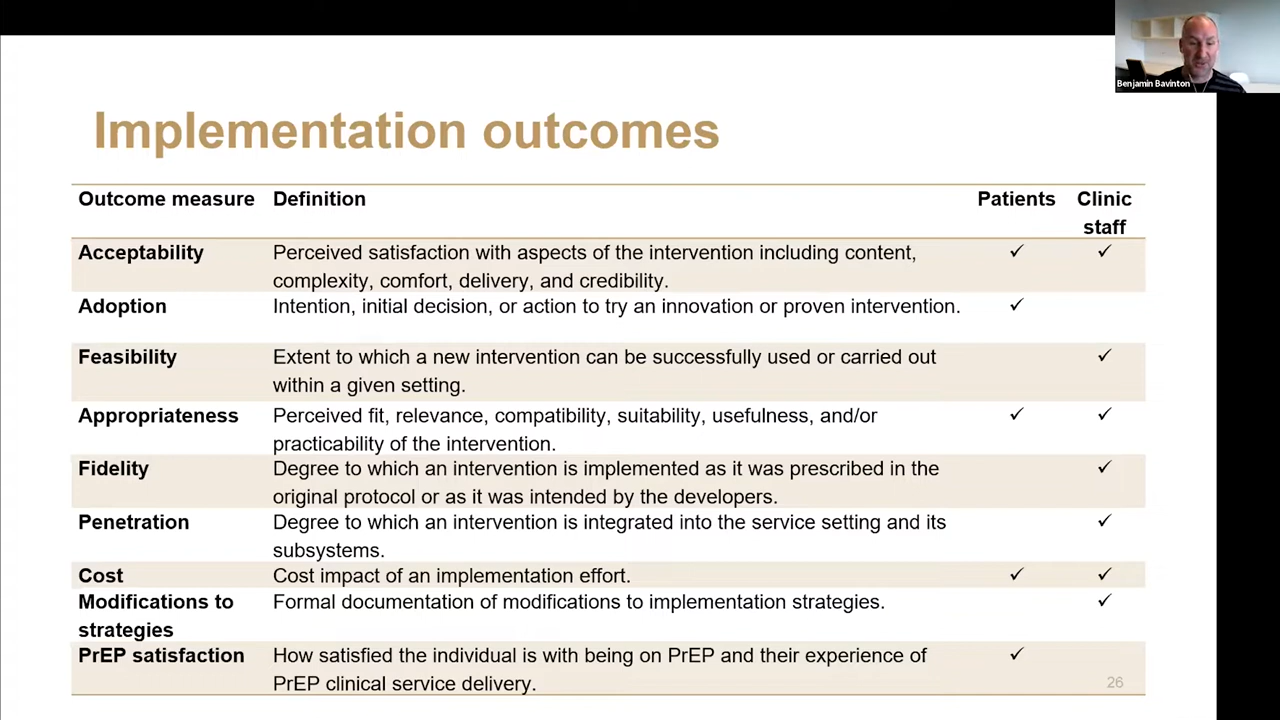 Benjamin Bavinton
Implementation outcomes
Outcome measure Definition Patients Clinic
staff
Acceptability Perceived satisfaction with aspects of the intervention including content, ✓ ✓
complexity, comfort, delivery, and credibility.
Adoption Intention, initial decision, or action to try an innovation or proven intervention. ✓
Feasibility Extent to which a new intervention can be successfully used or carried out ✓
within a given setting.
Appropriateness Perceived fit, relevance, compatibility, suitability, usefulness, and/or ✓ ✓
practicability of the intervention.
Fidelity Degree to which an intervention is implemented as it was prescribed in the ✓
original protocol or as it was intended by the developers.
Penetration Degree to which an intervention is integrated into the service setting and its ✓
subsystems.
Cost Cost impact of an implementation effort. ✓ ✓
Modifications to Formal documentation of modifications to implementation strategies. ✓
strategies
PrEP satisfaction How satisfied the individual is with being on PrEP and their experience of ✓
PrEP clinical service delivery.
26